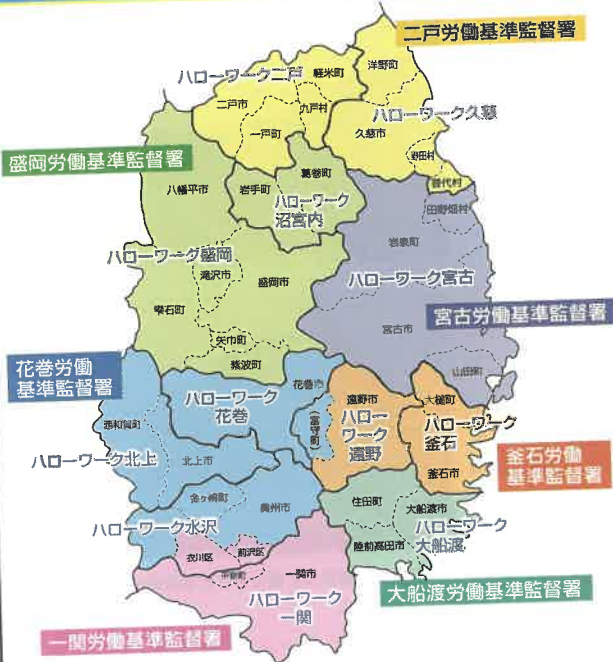 二戸労働基準監督署
洋野町
軽米町
ハローワーク二戸
二戸市
九戸村
ハローワーク久慈
一戸町
久慈市
野田村
盛岡労働基準監督署
葛巻町
普代村
八幡平市
岩手町
ハローワーク
沼宮内
田野畑村
岩泉町
ハローワーク盛岡
滝沢市
盛岡市
ハローワーク宮古
雫石町
宮古労働基準監督署
宮古市
矢巾町
紫波町
花巻労働
基準監督署
山田町
花巻市
ハローワーク
花巻
遠野市
大槌町
西和賀町
(宮守町)
ハロー
ワーク
遠野
ハローワーク
釜石
ハローワーク北上
北上市
釜石労働
基準監督署
釜石市
金ヶ崎町
奥州市
住田町
大船渡市
ハローワーク水沢
ハローワーク
大船渡
衣川区
前沢区
陸前高田市
平泉町
一関市
大船渡労働基準監督署
ハローワーク
一関
一関労働基準監督署